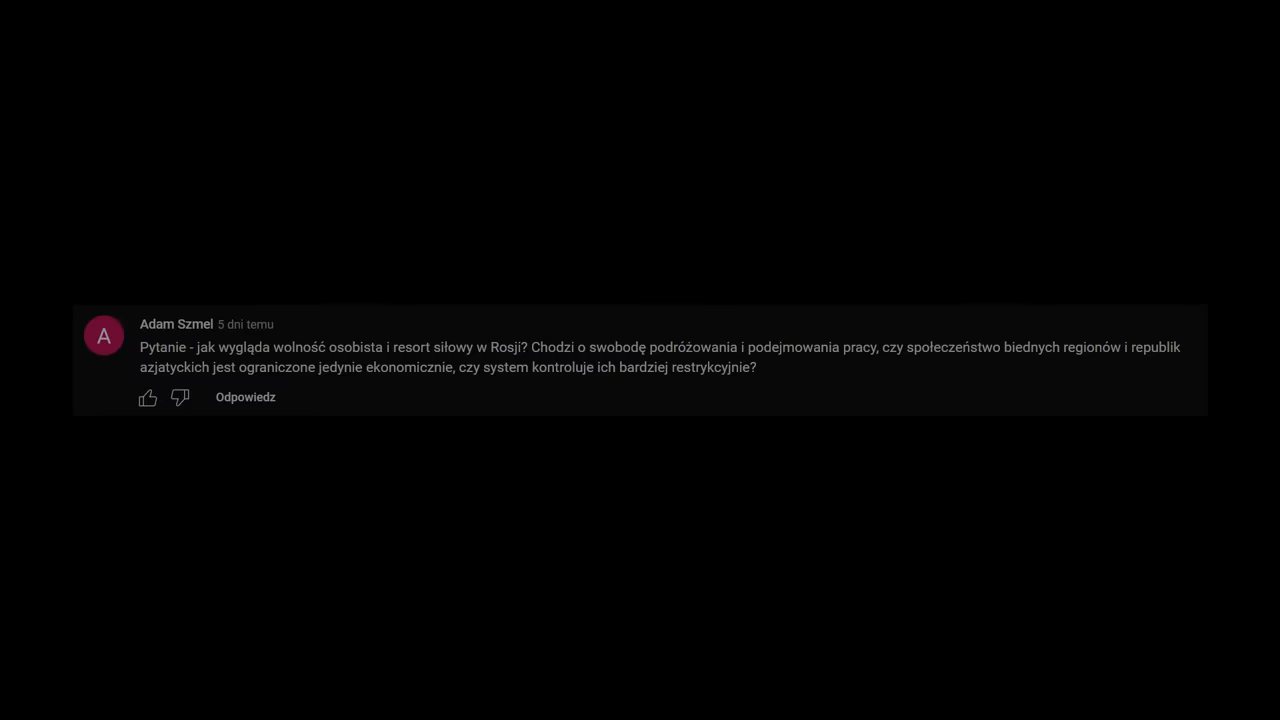 A
Adam Szmel 5 dni temu
Pytanie - jak wygląda wolność osobista i resort siłowy w Rosji? Chodzi o swobodę podróżowania i podejmowania pracy, czy społeczeństwo biednych regionów i republik
azjatyckich jest ograniczone jedynie ekonomicznie, czy system kontroluje ich bardziej restrykcyjnie?
Odpowiedz